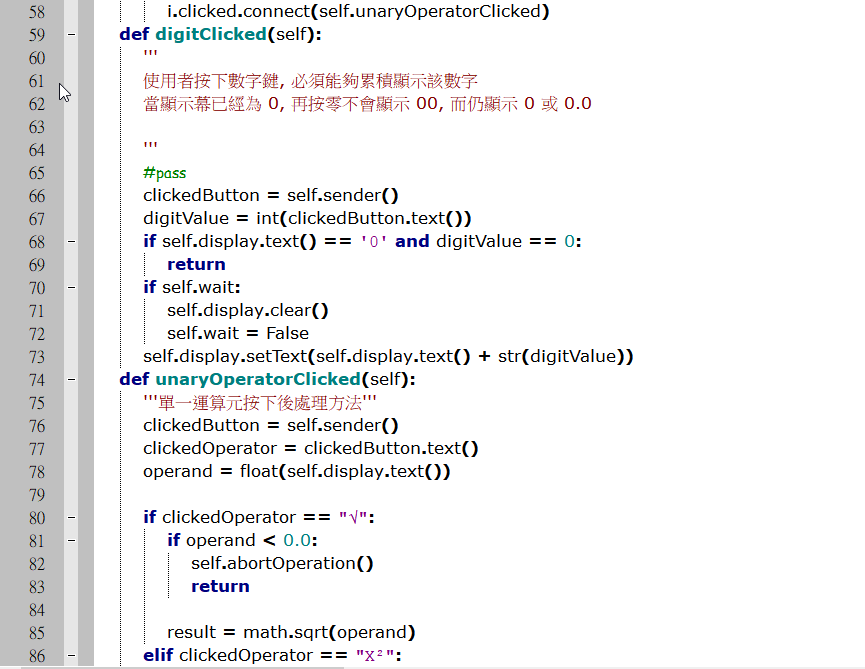 58 i.clicked.connect(self.unaryOperatorClicked)
59 def digitClicked(self):
60 '''
61 使用者按下數字鍵, 必須能夠累積顯示該數字
62 當顯示幕已經為 0, 再按零不會顯示 00, 而仍顯示 0 或 0.0
63
64 '''
65 #pass
66 clickedButton = self.sender()
67 digitValue = int(clickedButton.text())
68 if self.display.text() == '0' and digitValue == 0:
69 return
70 if self.wait:
71 self.display.clear()
72 self.wait = False
73 self.display.setText(self.display.text() + str(digitValue))
74 def unaryOperatorClicked(self):
75 '''單一運算元按下後處理方法'''
76 clickedButton = self.sender()
77 clickedOperator = clickedButton.text()
78 operand = float(self.display.text())
79
80 if clickedOperator == "√":
81 if operand < 0.0:
82 self.abortOperation()
83 return
84
85 result = math.sqrt(operand)
86 elif clickedOperator == "X²":